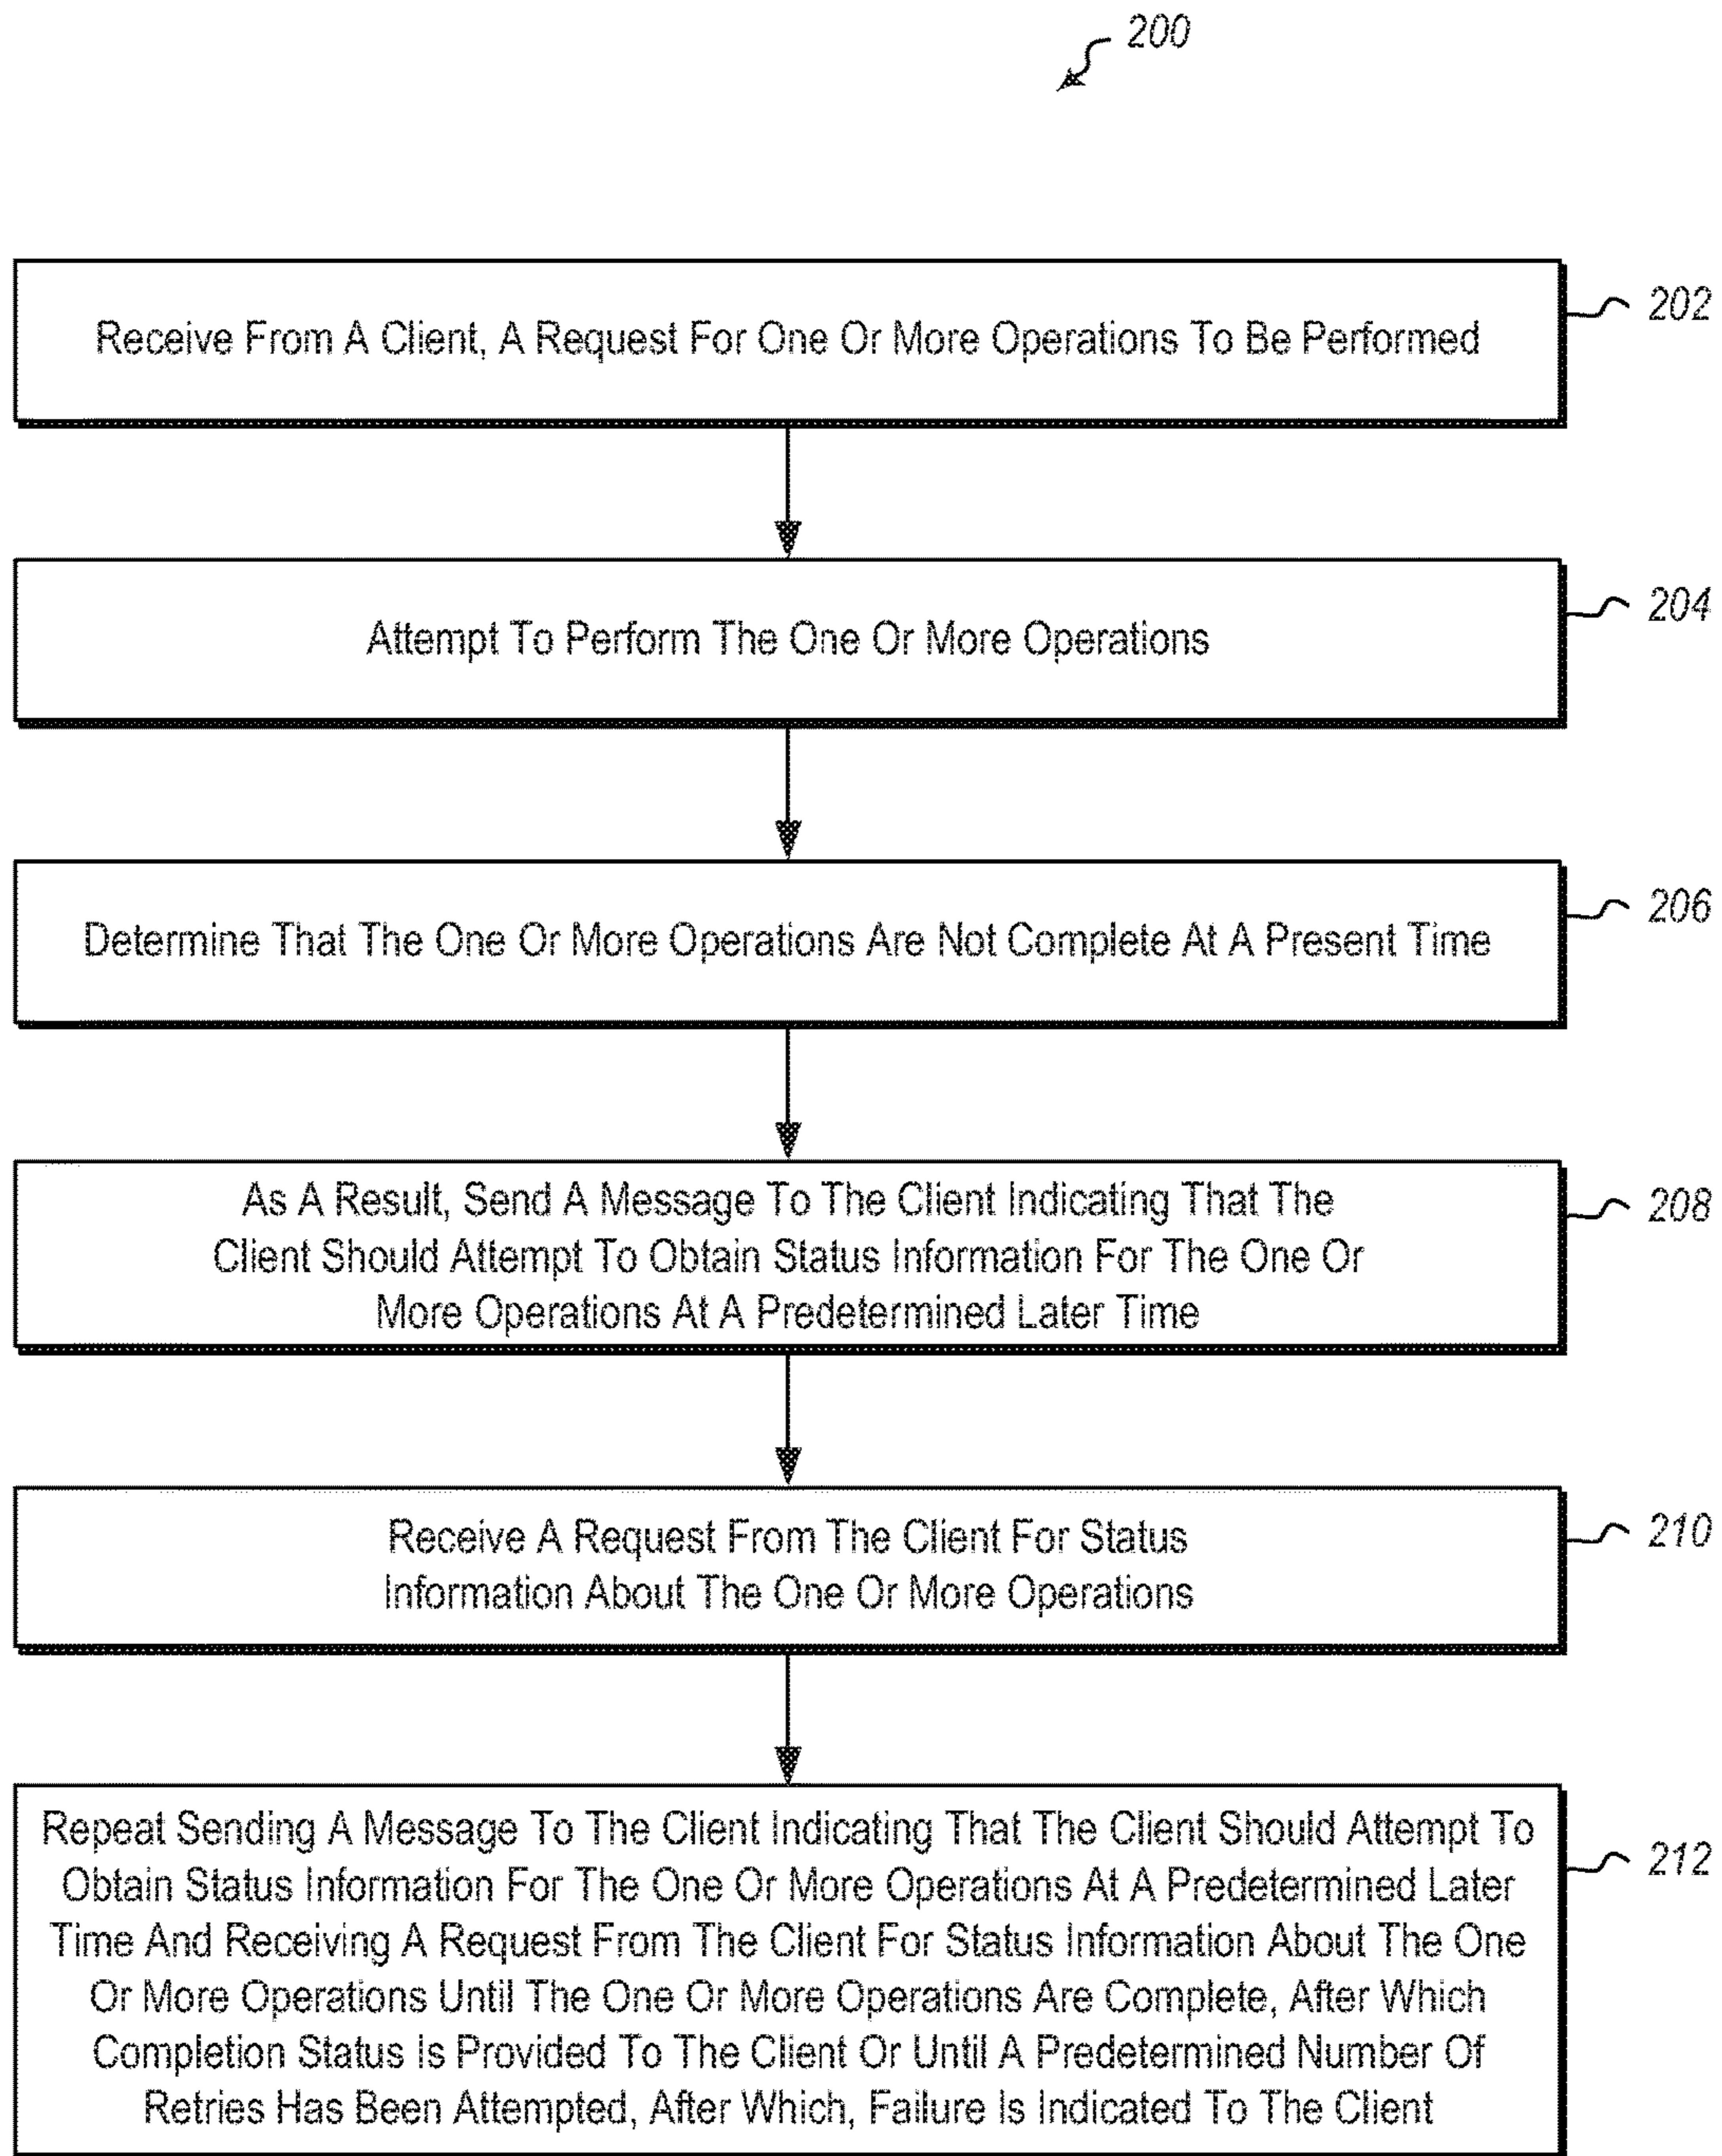 200
Receive From A Client, A Request For One Or More Operations To Be Performed
202
Attempt To Perform The One Or More Operations
204
Determine That The One Or More Operations Are Not Complete At A Present Time
206
As A Result, Send A Message To The Client Indicating That The
Client Should Attempt To Obtain Status Information For The One Or
More Operations At A Predetermined Later Time
208
Receive A Request From The Client For Status
Information About The One Or More Operations
210
Repeat Sending A Message To The Client Indicating That The Client Should Attempt To
Obtain Status Information For The One Or More Operations At A Predetermined Later
Time And Receiving A Request From The Client For Status Information About The One
Or More Operations Until The One Or More Operations Are Complete, After Which
Completion Status Is Provided To The Client Or Until A Predetermined Number Of
Retries Has Been Attempted, After Which, Failure Is Indicated To The Client
212